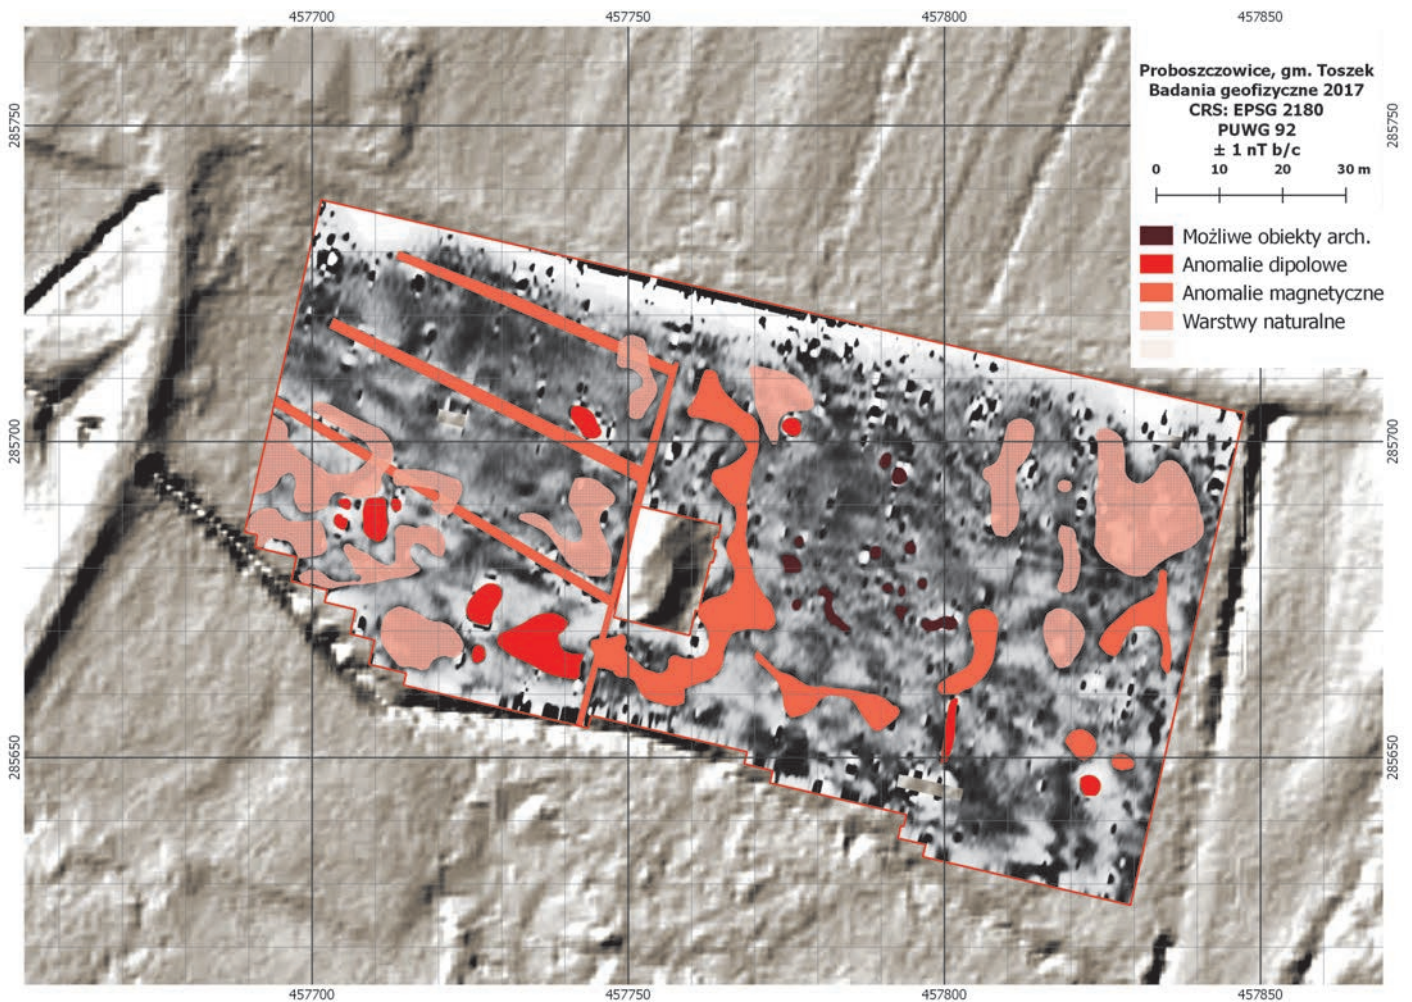 457700 457750 457800 457850
Proboszczowice, gm. Toszek
Badania geofizyczne 2017
CRS: EPSG 2180
PUWG 92
± 1 nT b/c
0 10 20 30 m
Możliwe obiekty arch.
Anomalie dipolowe
Anomalie magnetyczne
Warstwy naturalne
285750 285750
285700 285700
285650 285650
457700 457750 457800 457850